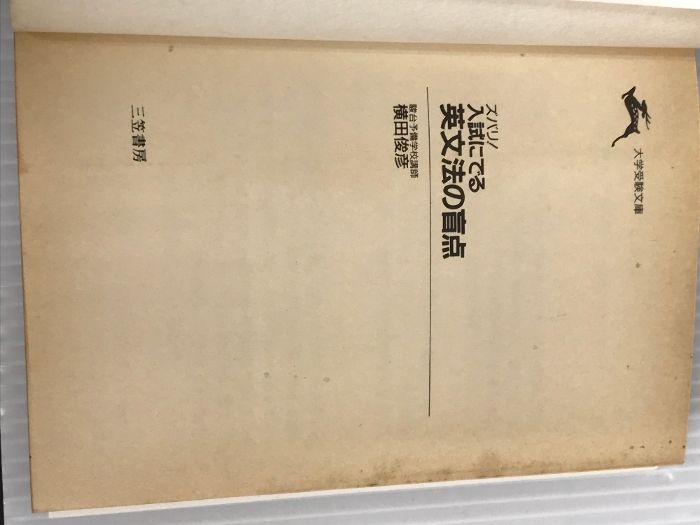 大学受験文庫
ズバリ!
入試にでる
英文法の盲点
駿台予備学校講師
横田俊彦
三笠書房